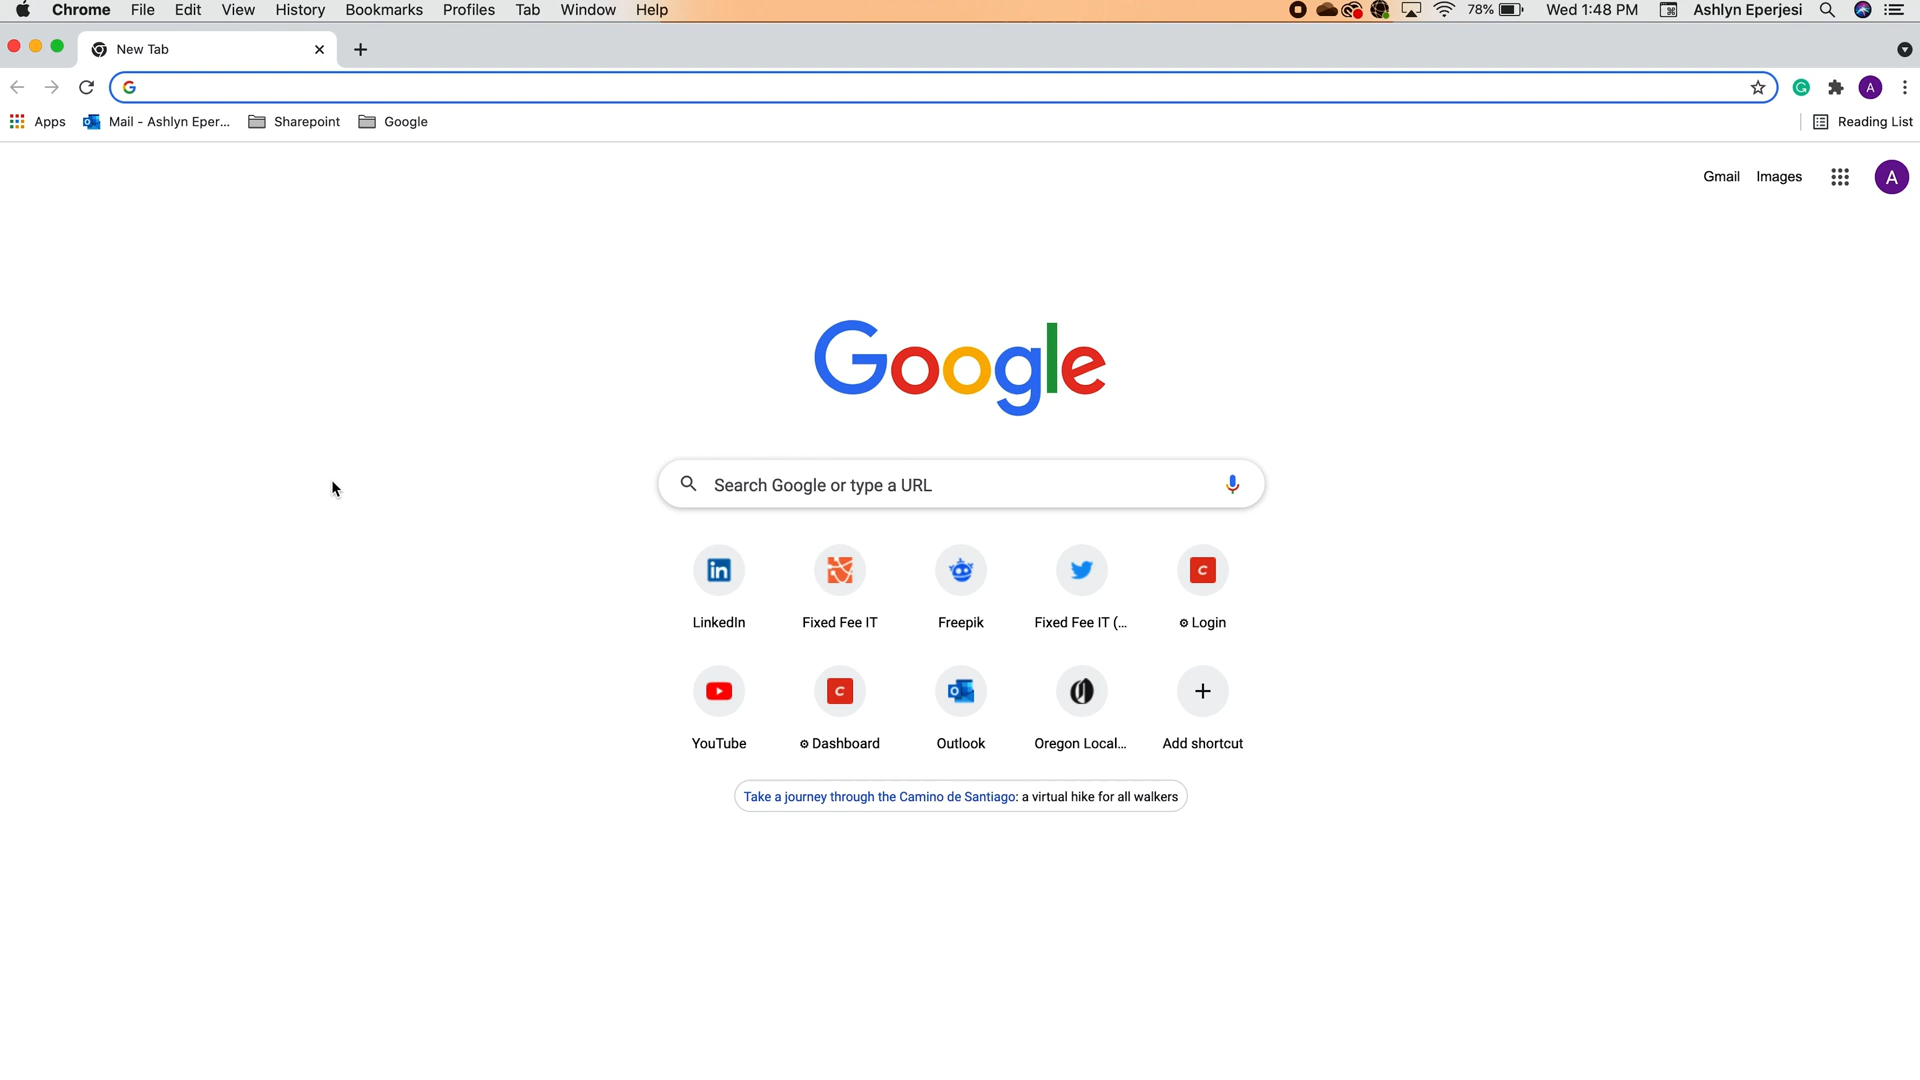 Chrome File Edit View History Bookmarks Profiles Tab Window Help 78% Wed 1:48 PM Ashlyn Eperjesi
New Tab
Apps Mail - Ashlyn Eper... Sharepoint Google Reading List
Gmail Images A
Google
Search Google or type a URL
LinkedIn Fixed Fee IT Freepik Fixed Fee IT (... Login
YouTube Dashboard Outlook Oregon Local... Add shortcut
Take a journey through the Camino de Santiago: a virtual hike for all walkers